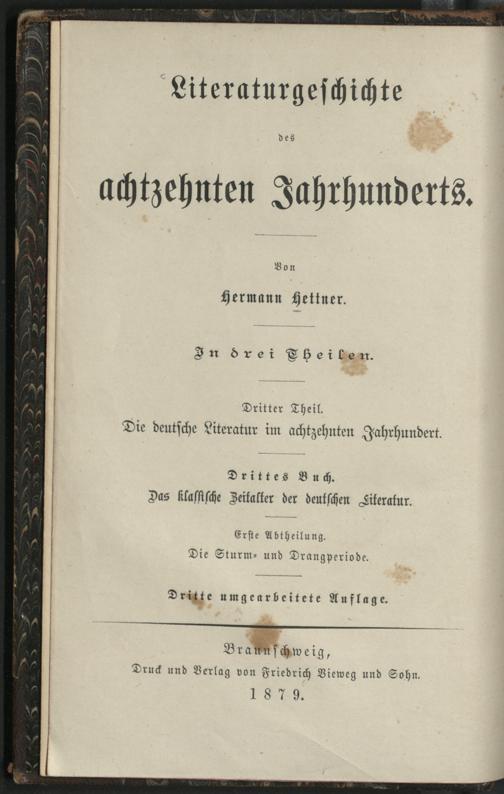 Literaturgeschichte
des
achtzehnten Jahrhunderts.
Von
Hermann Hettner.
In drei Theilen.
Dritter Theil.
Die deutsche Literatur im achtzehnten Jahrhundert.
Drittes Buch.
Das klassische Zeitalter der deutschen Literatur.
Erste Abtheilung.
Die Sturm- und Drangperiode.
Dritte umgearbeitete Auflage.
Braunschweig,
Druck und Verlag von Friedrich Vieweg und Sohn.
1879.